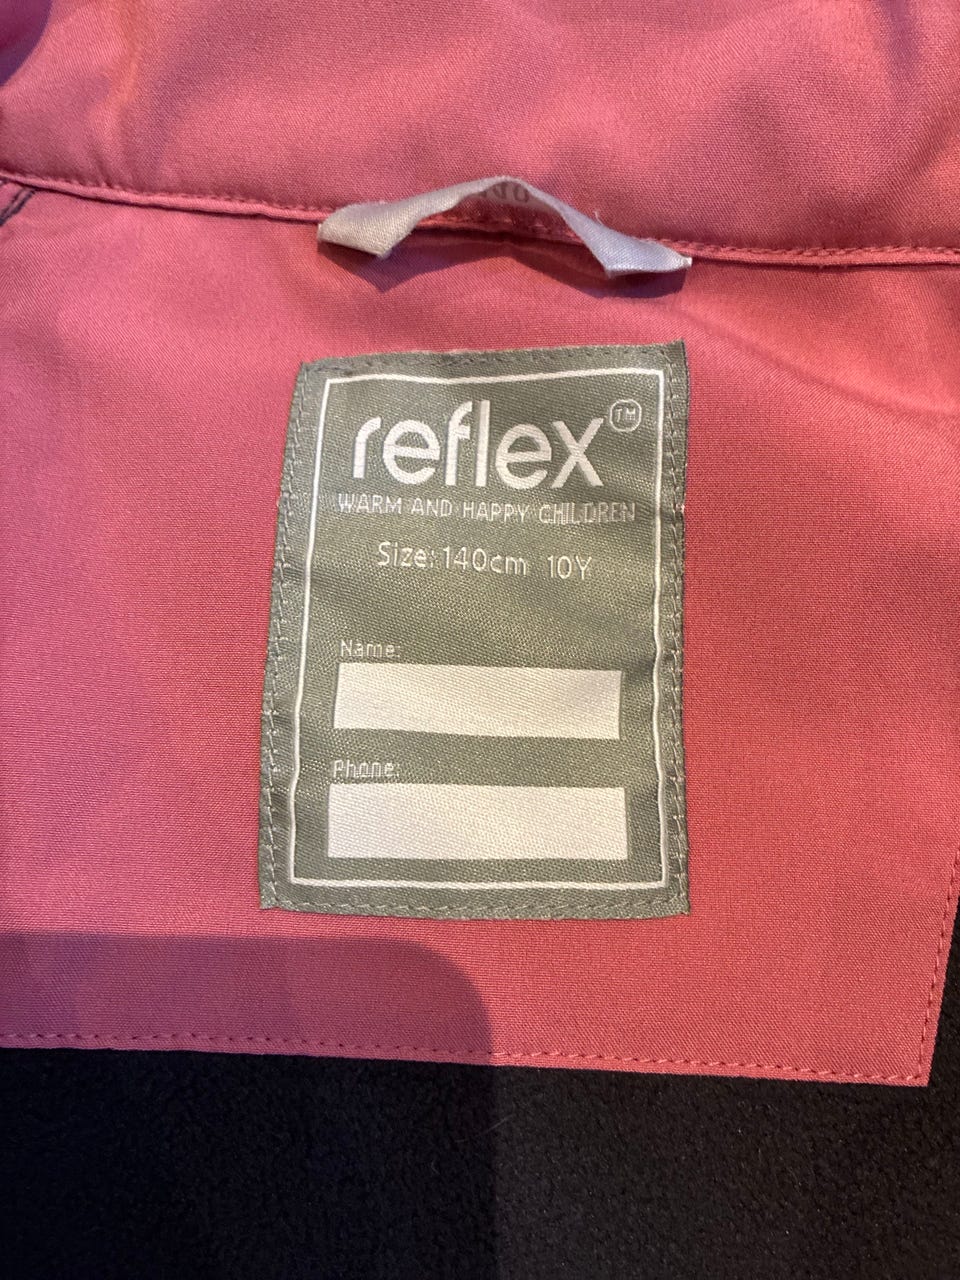 reflex™
WARM AND HAPPY CHILDREN
Size: 140cm 10Y
Name:
Phone: